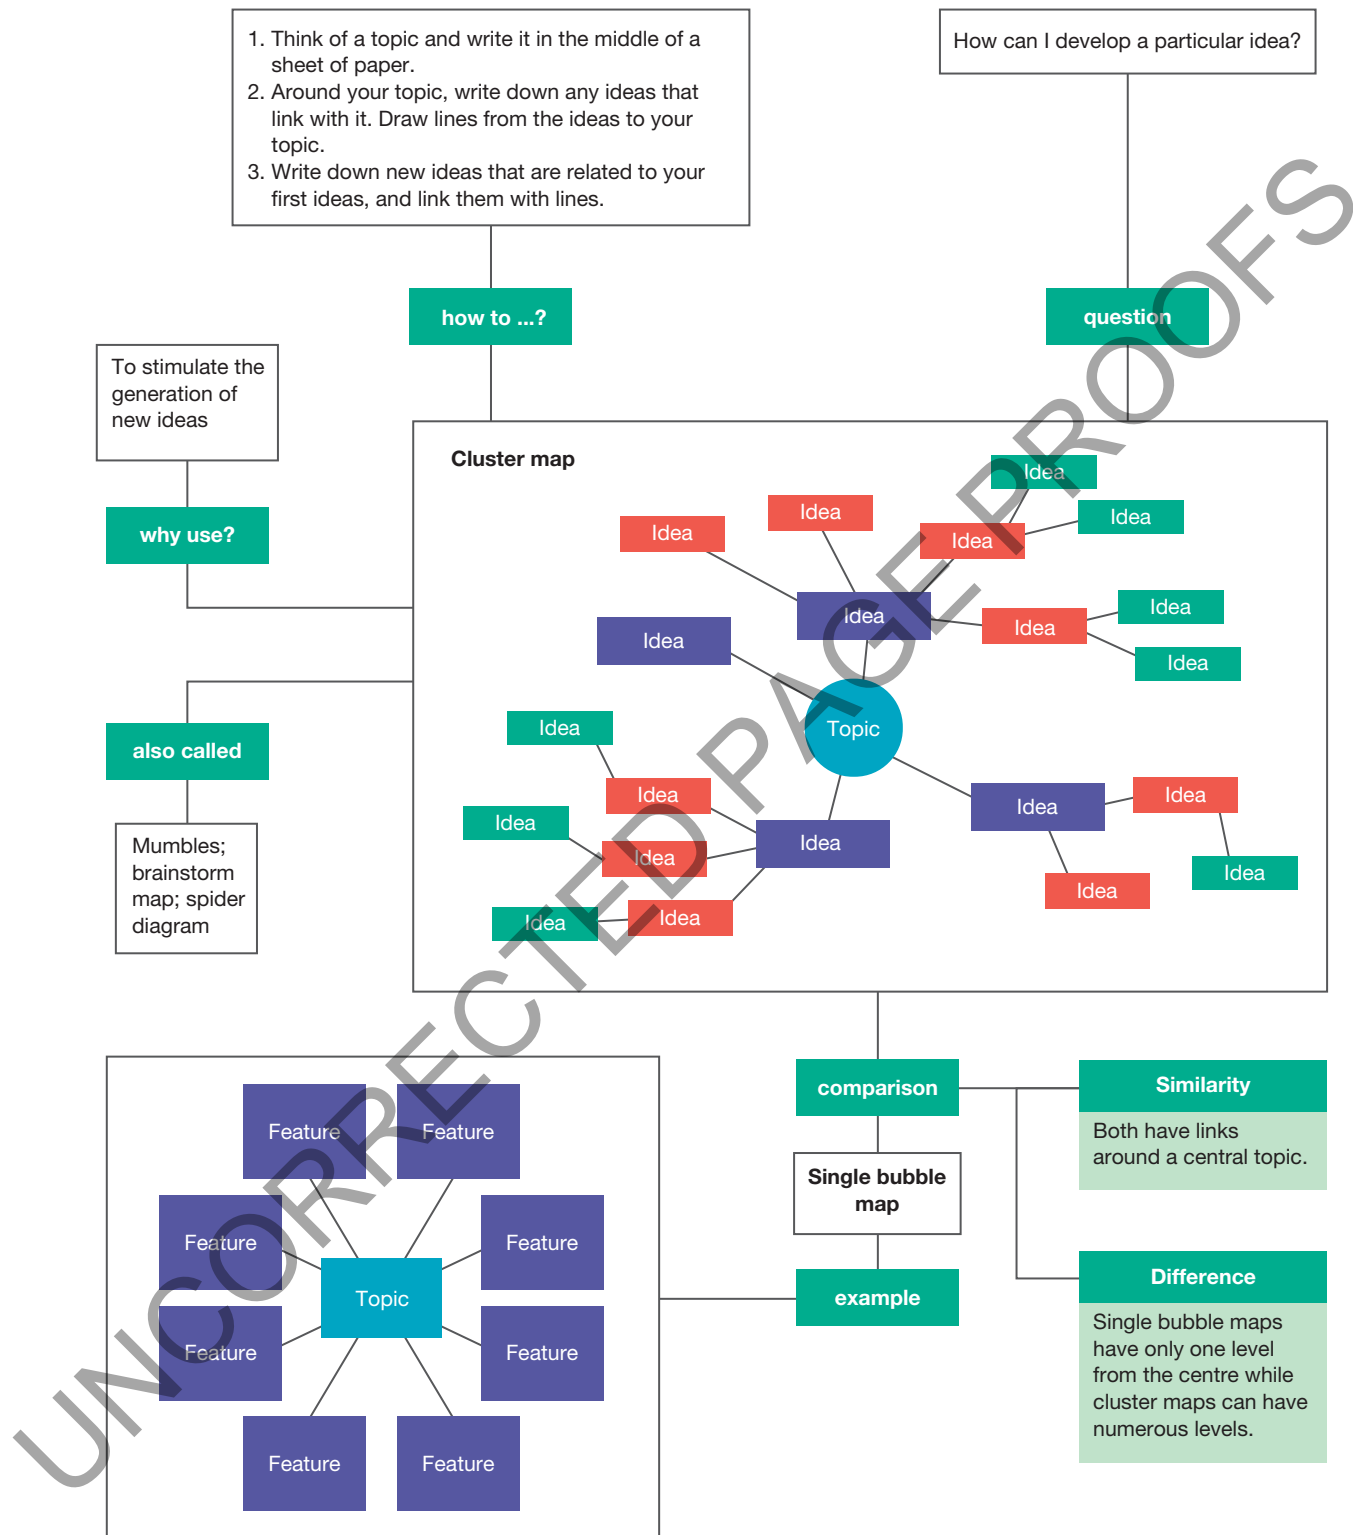 1. Think of a topic and write it in the middle of a
sheet of paper.
2. Around your topic, write down any ideas that
link with it. Draw lines from the ideas to your
topic.
3. Write down new ideas that are related to your
first ideas, and link them with lines.
How can I develop a particular idea?
how to ...?
question
To stimulate the
generation of
new ideas
why use?
also called
Mumbles;
brainstorm
map; spider
diagram
Cluster map
Idea
Idea
Idea
Idea
Idea
Idea
Idea
Idea
Idea
Idea
Idea
Topic
Idea
Idea
Idea
Idea
Idea
Idea
Idea
Idea
Idea
Idea
Idea
comparison
Single bubble
map
example
Similarity
Both have links
around a central topic.
Difference
Single bubble maps
have only one level
from the centre while
cluster maps can have
numerous levels.
Feature
Feature
Feature
Feature
Topic
Feature
Feature
Feature
Feature
UNCORRECTED PAGE PROOFS